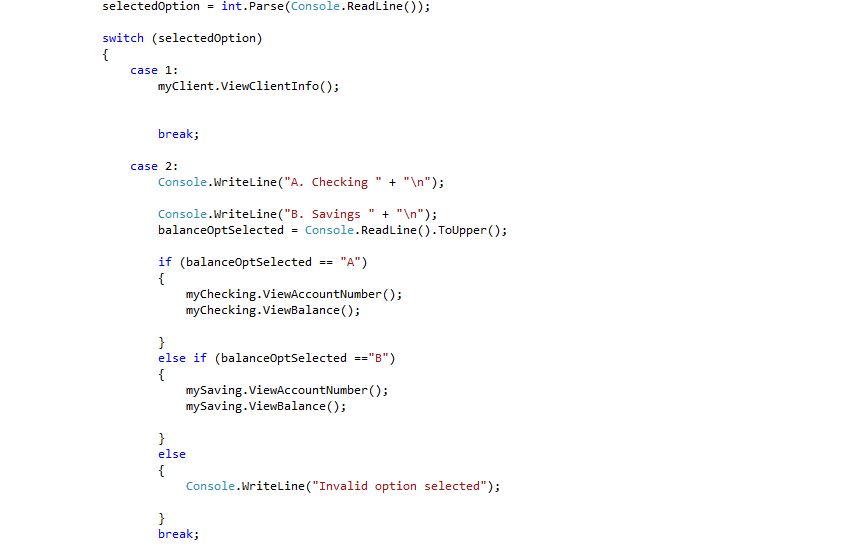 selectedOption = int.Parse(Console.ReadLine());
switch (selectedOption)
{
case 1:
myClient.ViewClientInfo();
break;
case 2:
Console.WriteLine("A. Checking " + "\n");
Console.WriteLine("B. Savings " + "\n");
balanceOptSelected = Console.ReadLine().ToUpper();
if (balanceOptSelected == "A")
{
myChecking.ViewAccountNumber();
myChecking.ViewBalance();
}
else if (balanceOptSelected =="B")
{
mySaving.ViewAccountNumber();
mySaving.ViewBalance();
}
else
{
Console.WriteLine("Invalid option selected");
}
break;